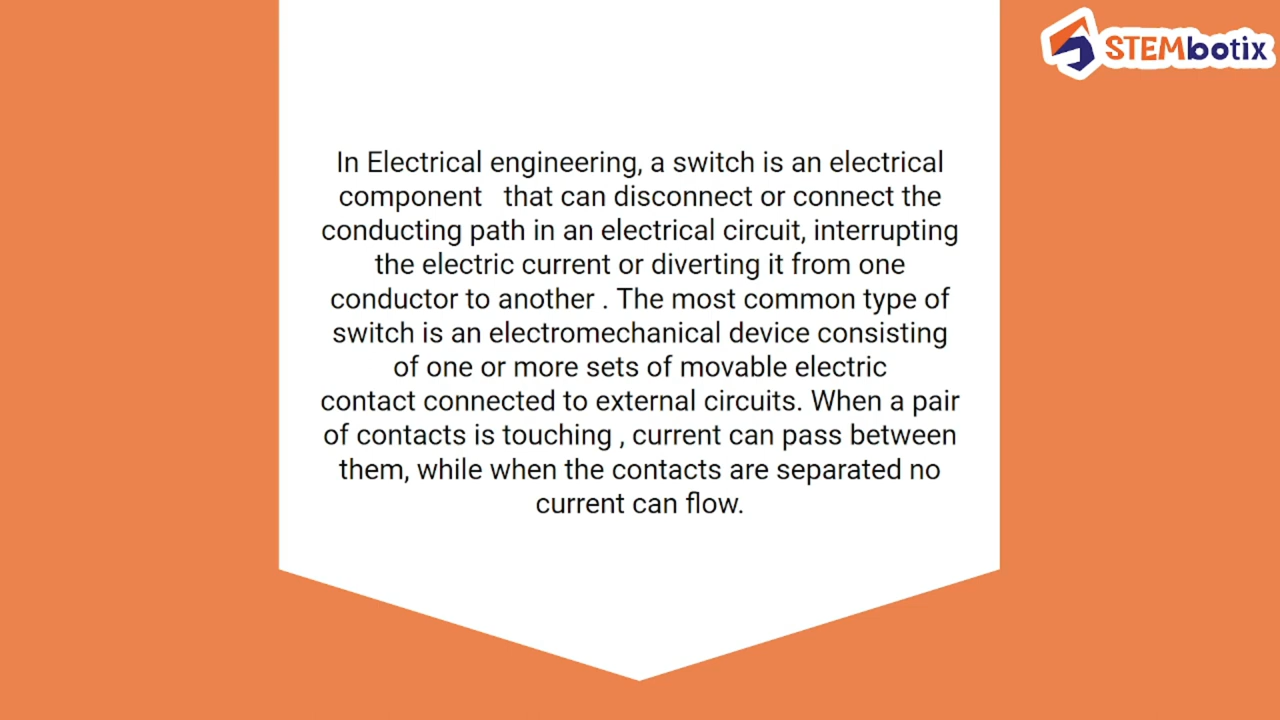 STEMbotix
In Electrical engineering, a switch is an electrical
component   that can disconnect or connect the
conducting path in an electrical circuit, interrupting
the electric current or diverting it from one
conductor to another . The most common type of
switch is an electromechanical device consisting
of one or more sets of movable electric
contact connected to external circuits. When a pair
of contacts is touching , current can pass between
them, while when the contacts are separated no
current can flow.